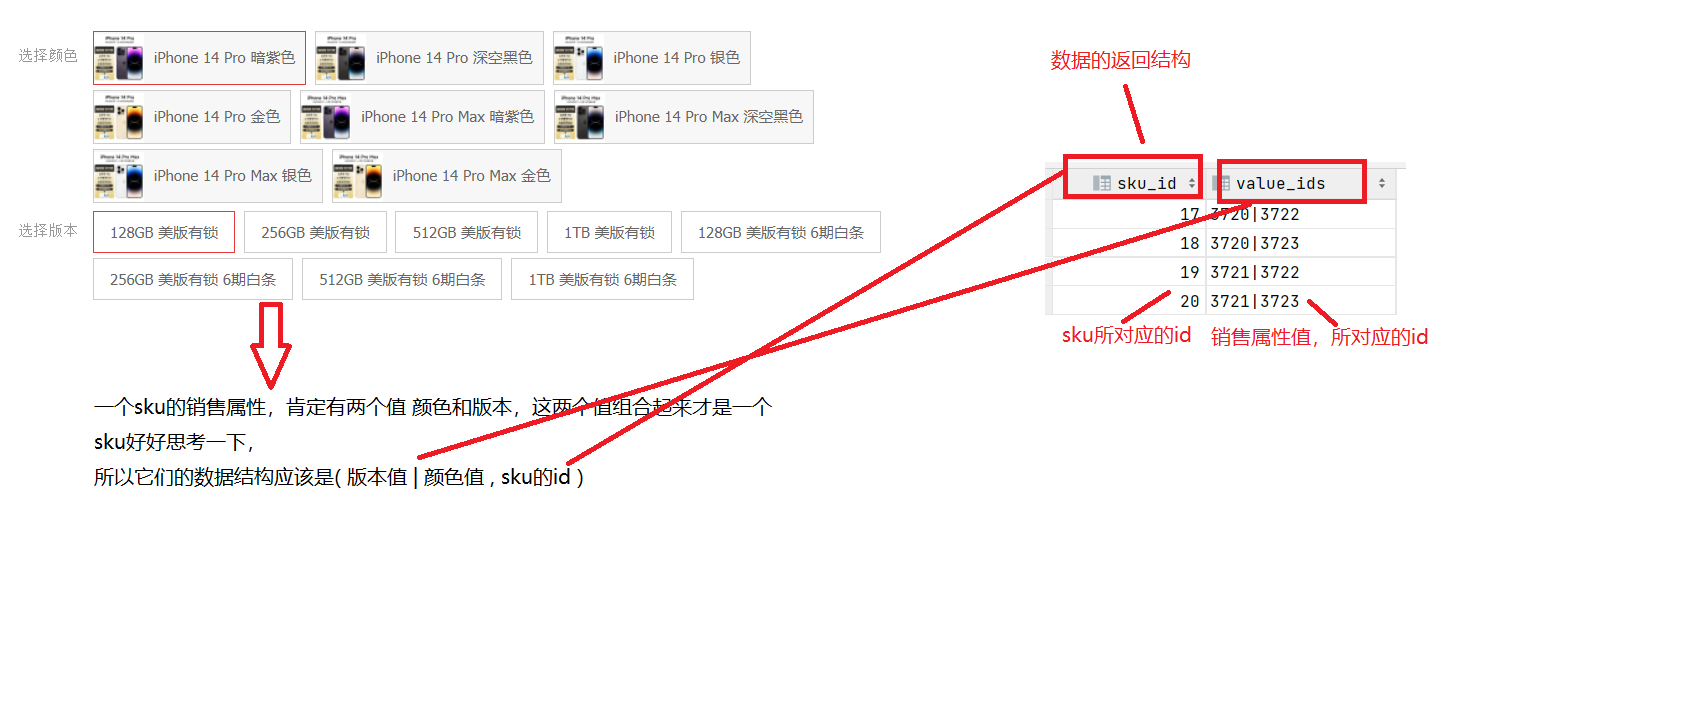 选择颜色
iPhone 14 Pro 暗紫色
iPhone 14 Pro 深空黑色
iPhone 14 Pro 银色
iPhone 14 Pro 金色
iPhone 14 Pro Max 暗紫色
iPhone 14 Pro Max 深空黑色
iPhone 14 Pro Max 银色
iPhone 14 Pro Max 金色
选择版本
128GB 美版有锁
256GB 美版有锁
512GB 美版有锁
1TB 美版有锁
128GB 美版有锁 6期白条
256GB 美版有锁 6期白条
512GB 美版有锁 6期白条
1TB 美版有锁 6期白条
一个sku的销售属性，肯定有两个值 颜色和版本，这两个值组合起来才是一个
sku好好思考一下，
所以它们的数据结构应该是( 版本值 | 颜色值 , sku的id )
数据的返回结构
sku_id value_ids
17 3720|3722
18 3720|3723
19 3721|3722
20 3721|3723
sku所对应的id
销售属性值，所对应的id